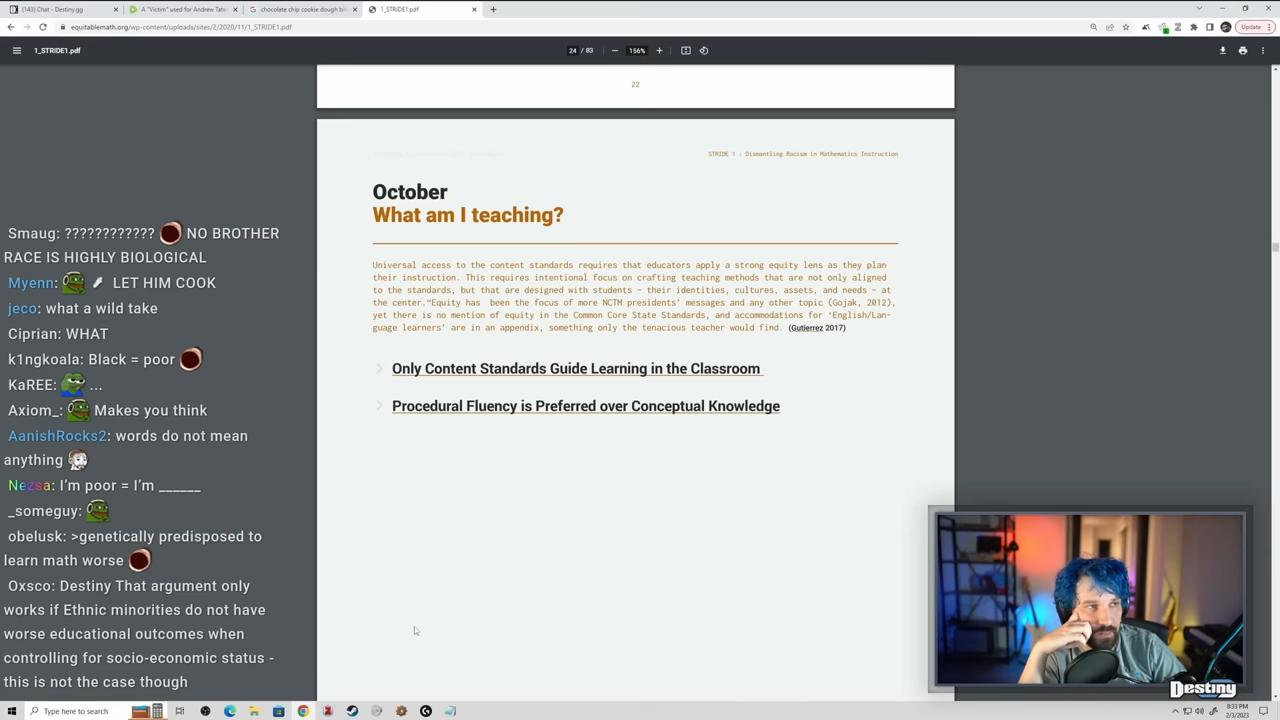 (143) Chat - Destiny.gg
A "Victim" used for Andrew Tate
chocolate chip cookie dough bit
1_STRIDE1.pdf
equitablemath.org/wp-content/uploads/sites/2/2020/11/1_STRIDE1.pdf
Update
1_STRIDE1.pdf
24 / 83
156%
22
STRIDE 1 : Dismantling Racism in Mathematics Instruction
October
What am I teaching?
Universal access to the content standards requires that educators apply a strong equity lens as they plan
their instruction. This requires intentional focus on crafting teaching methods that are not only aligned
to the standards, but that are designed with students – their identities, cultures, assets, and needs – at
the center.“Equity has been the focus of more NCTM presidents’ messages and any other topic (Gojak, 2012),
yet there is no mention of equity in the Common Core State Standards, and accommodations for ‘English/Lan-
guage learners’ are in an appendix, something only the tenacious teacher would find. (Gutierrez 2017)
Only Content Standards Guide Learning in the Classroom
Procedural Fluency is Preferred over Conceptual Knowledge
Smaug: ???????????? NO BROTHER
RACE IS HIGHLY BIOLOGICAL
Myenn: LET HIM COOK
jeco: what a wild take
Ciprian: WHAT
k1ngkoala: Black = poor
KaREE: ...
Axiom_: Makes you think
AanishRocks2: words do not mean
anything
Nezsa: I’m poor = I’m ______
_someguy:
obelusk: >genetically predisposed to
learn math worse
Oxsco: Destiny That argument only
works if Ethnic minorities do not have
worse educational outcomes when
controlling for socio-economic status -
this is not the case though
Destiny
Type here to search
8:33 PM
2/3/2023